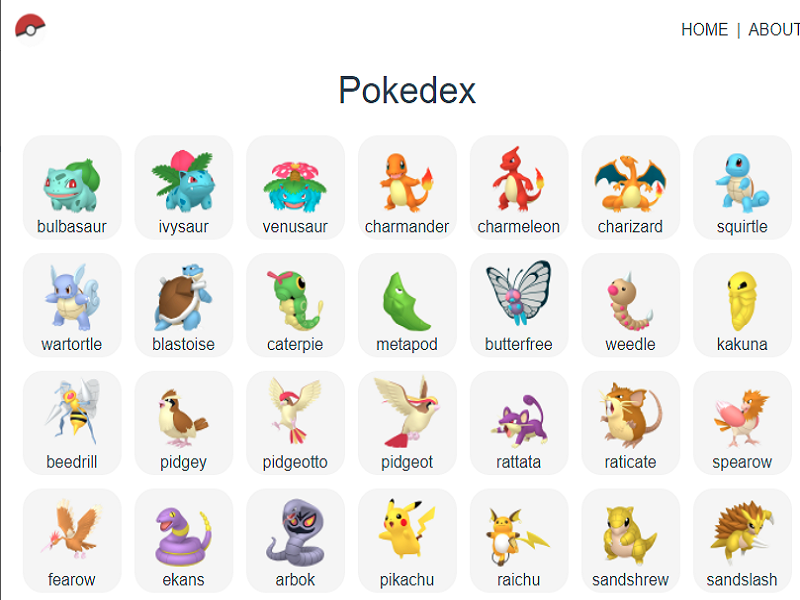 HOME | ABOUT
Pokedex
bulbasaur ivysaur venusaur charmander charmeleon charizard squirtle
wartortle blastoise caterpie metapod butterfree weedle kakuna
beedrill pidgey pidgeotto pidgeot rattata raticate spearow
fearow ekans arbok pikachu raichu sandshrew sandslash